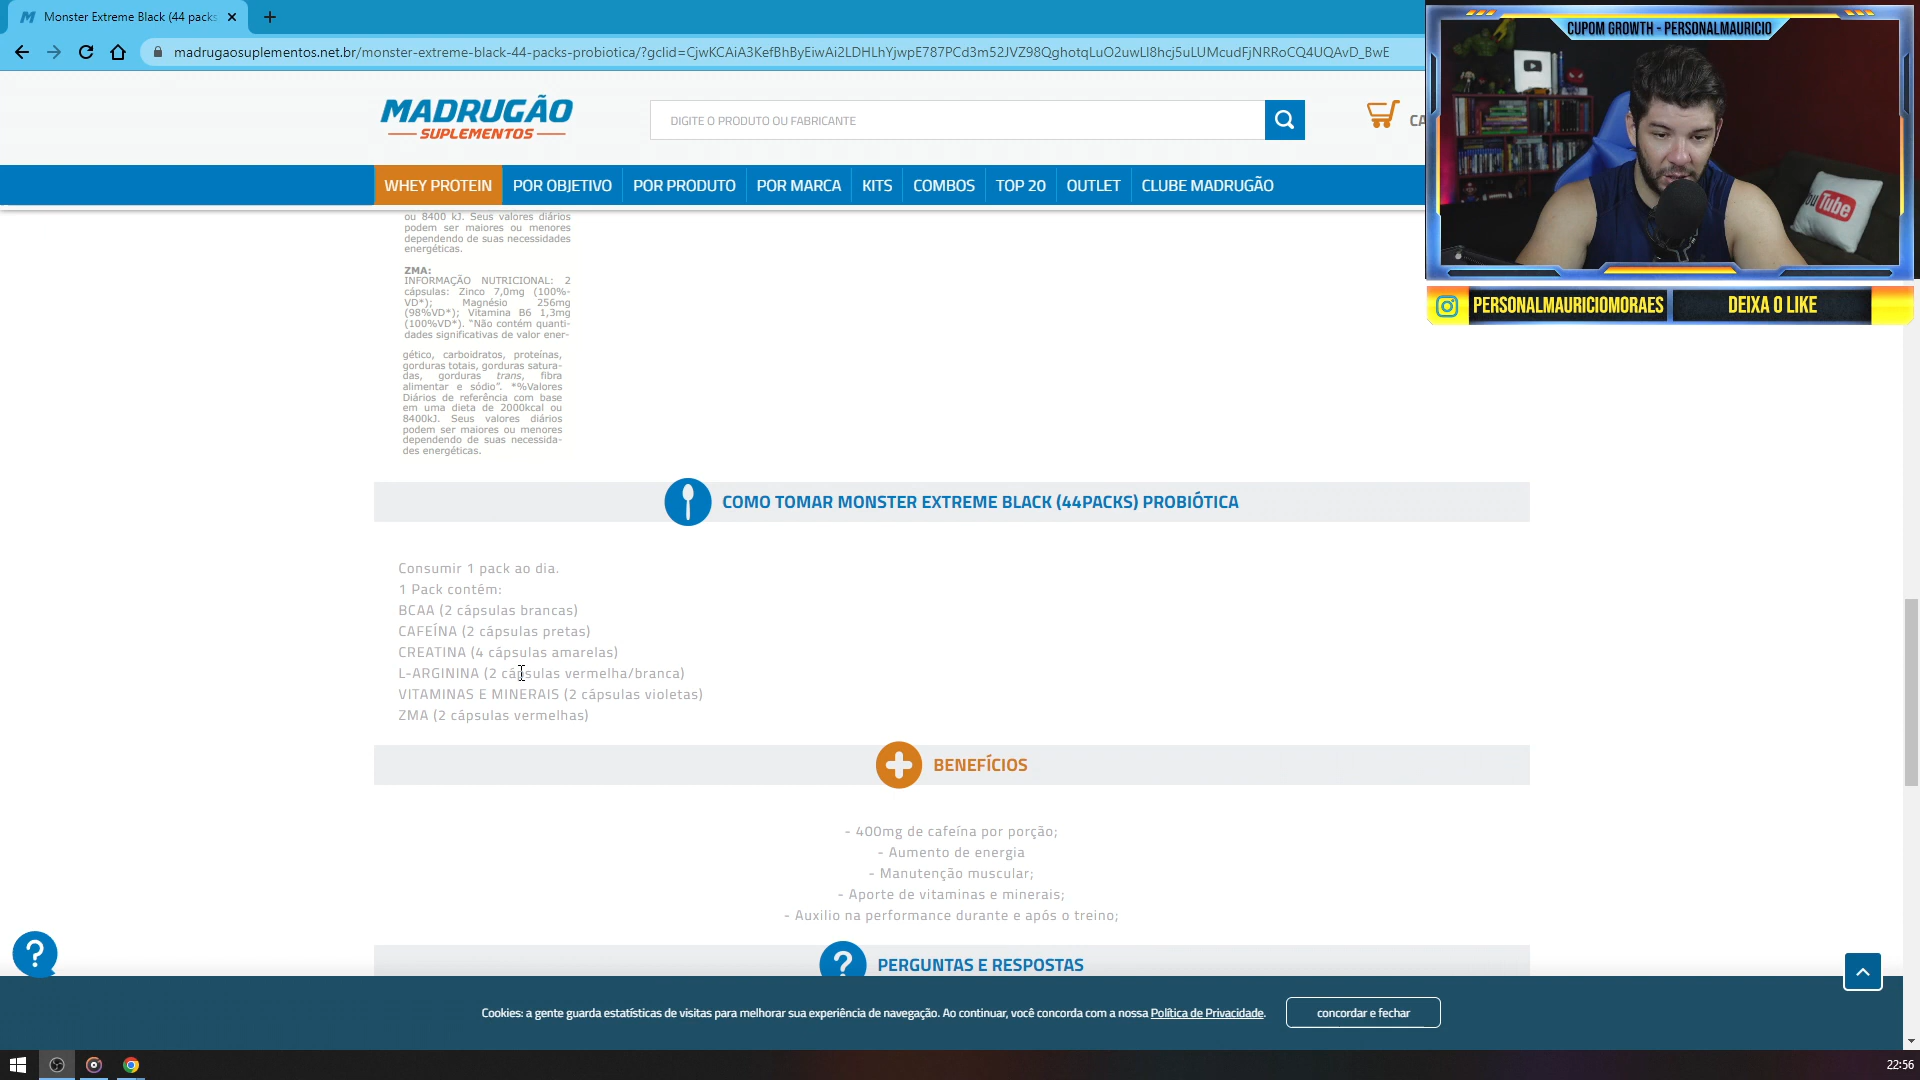 Monster Extreme Black (44 packs
madrugaosuplementos.net.br/monster-extreme-black-44-packs-probiotica/?gclid=CjwKCAiA3KefBhByEiwAi2LDHLhYjwpE787PCd3m52JVZ98QghotqLuO2uwLl8hcj5uLUMcudFjNRRoCQ4UQAvD_BwE
CUPOM GROWTH - PERSONALMAURICIO
YouTube
MADRUGÃO
SUPLEMENTOS
DIGITE O PRODUTO OU FABRICANTE
CA
WHEY PROTEIN
POR OBJETIVO
POR PRODUTO
POR MARCA
KITS
COMBOS
TOP 20
OUTLET
CLUBE MADRUGÃO
PERSONALMAURICIOMORAES
DEIXA O LIKE
ou 8400 kJ. Seus valores diários
podem ser maiores ou menores
dependendo de suas necessidades
energéticas.
ZMA:
INFORMAÇÃO NUTRICIONAL: 2
cápsulas: Zinco 7,0mg (100%-
VD*); Magnésio 256mg
(98%VD*); Vitamina B6 1,3mg
(100%VD*). “Não contém quanti-
dades significativas de valor ener-
gético, carboidratos, proteínas,
gorduras totais, gorduras satura-
das, gorduras trans, fibra
alimentar e sódio”. *%Valores
Diários de referência com base
em uma dieta de 2000kcal ou
8400kJ. Seus valores diários
podem ser maiores ou menores
dependendo de suas necessida-
des energéticas.
COMO TOMAR MONSTER EXTREME BLACK (44PACKS) PROBIÓTICA
Consumir 1 pack ao dia.
1 Pack contém:
BCAA (2 cápsulas brancas)
CAFEÍNA (2 cápsulas pretas)
CREATINA (4 cápsulas amarelas)
L-ARGININA (2 cápsulas vermelha/branca)
VITAMINAS E MINERAIS (2 cápsulas violetas)
ZMA (2 cápsulas vermelhas)
BENEFÍCIOS
- 400mg de cafeína por porção;
- Aumento de energia
- Manutenção muscular;
- Aporte de vitaminas e minerais;
- Auxilio na performance durante e após o treino;
PERGUNTAS E RESPOSTAS
Cookies: a gente guarda estatísticas de visitas para melhorar sua experiência de navegação. Ao continuar, você concorda com a nossa Política de Privacidade.
concordar e fechar
22:56